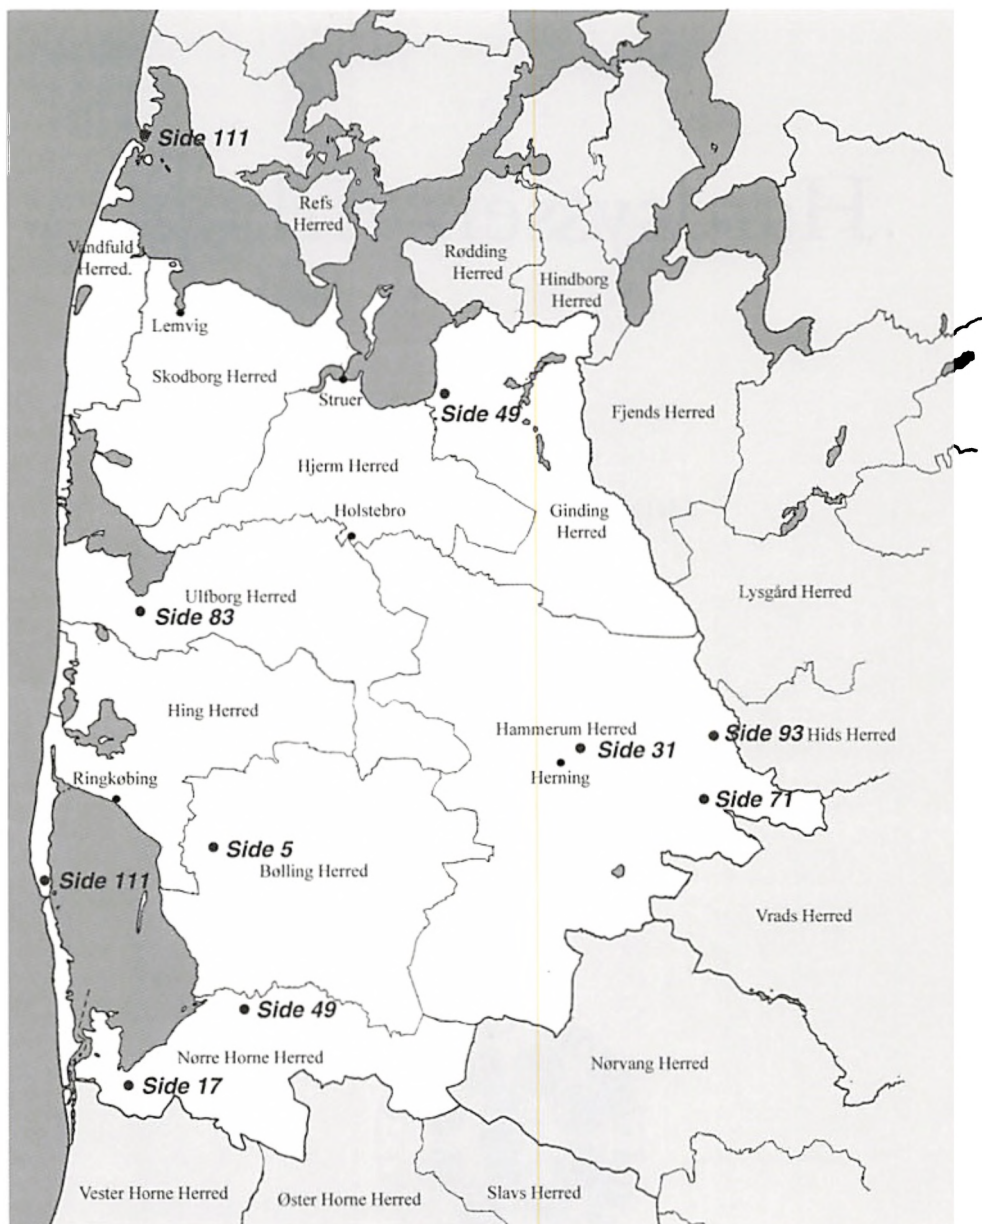 Side 111
Refs
Herred
Vandfuld
Herred.
Rødding
Herred
Hindborg
Herred
Lemvig
Skodborg Herred
Struer
Side 49
Fjends Herred
Hjerm Herred
Holstebro
Ginding
Herred
Ulfborg Herred
Side 83
Lysgård Herred
Hing Herred
Hammerum Herred
Side 31
Herning
Side 93
Hids Herred
Ringkøbing
Side 71
Side 5
Bølling Herred
Side 111
Vrads Herred
Side 49
Nørre Horne Herred
Nørvang Herred
Side 17
Vester Horne Herred
Øster Horne Herred
Slavs Herred